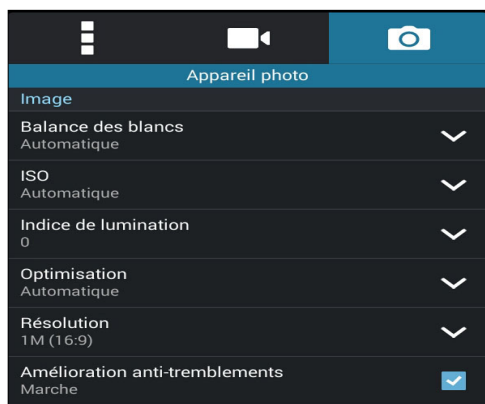 Appareil photo
Image
Balance des blancs
Automatique
ISO
Automatique
Indice de lumination
0
Optimisation
Automatique
Résolution
1M (16:9)
Amélioration anti-tremblements
Marche